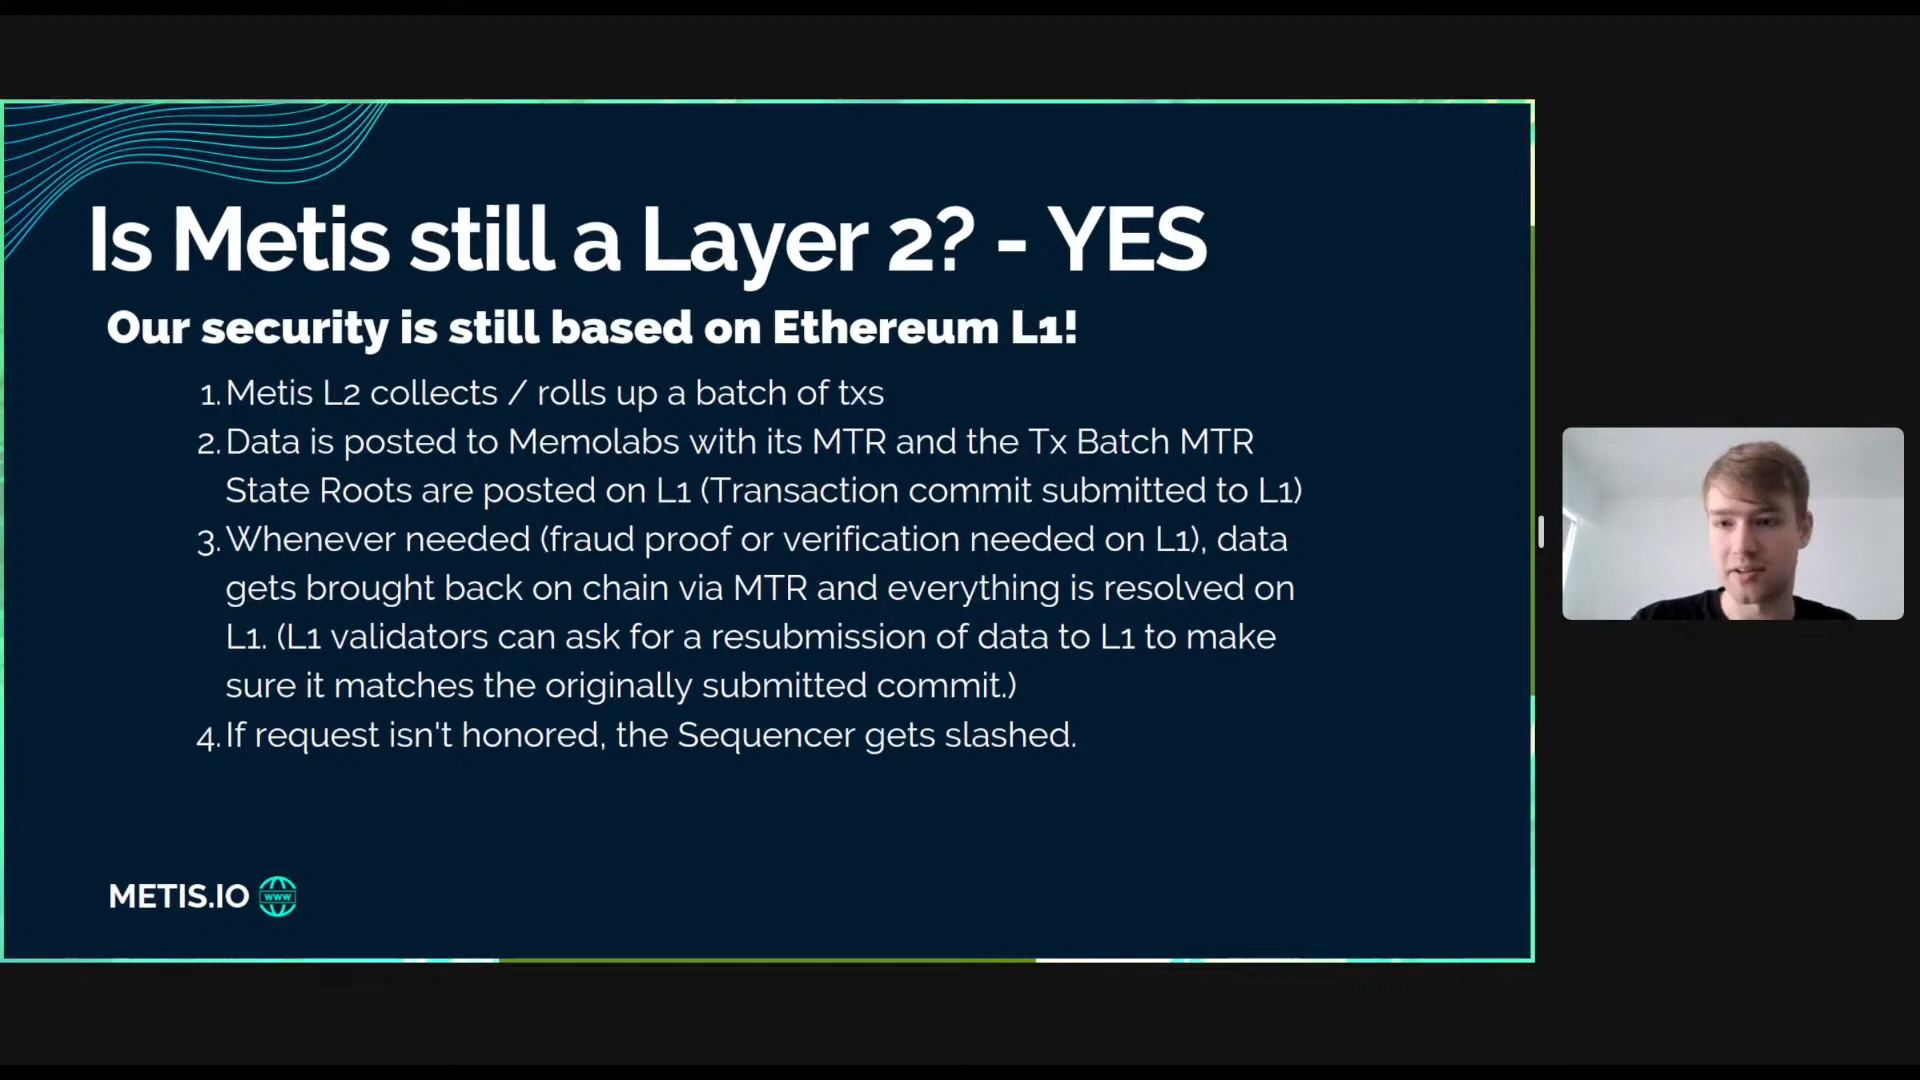 Is Metis still a Layer 2? - YES
Our security is still based on Ethereum L1!
1. Metis L2 collects / rolls up a batch of txs
2. Data is posted to Memolabs with its MTR and the Tx Batch MTR
State Roots are posted on L1 (Transaction commit submitted to L1)
3. Whenever needed (fraud proof or verification needed on L1), data
gets brought back on chain via MTR and everything is resolved on
L1. (L1 validators can ask for a resubmission of data to L1 to make
sure it matches the originally submitted commit.)
4. If request isn't honored, the Sequencer gets slashed.
METIS.IO
WWW